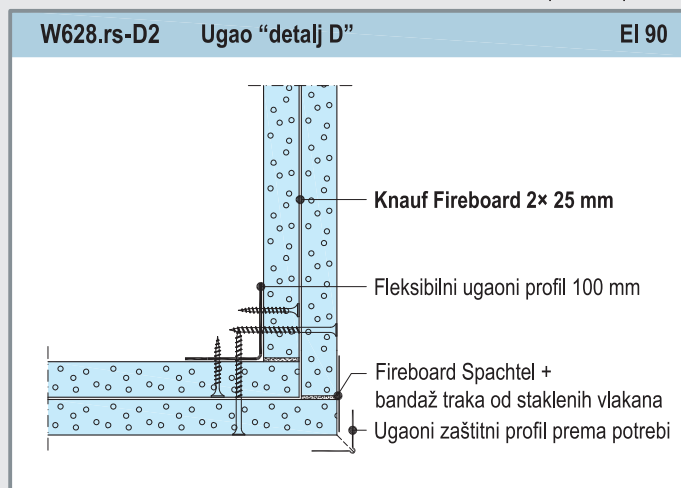 W628.rs-D2 Ugao “detalj D” EI 90
Knauf Fireboard 2× 25 mm
Fleksibilni ugaoni profil 100 mm
Fireboard Spachtel +
bandaž traka od staklenih vlakana
Ugaoni zaštitni profil prema potrebi